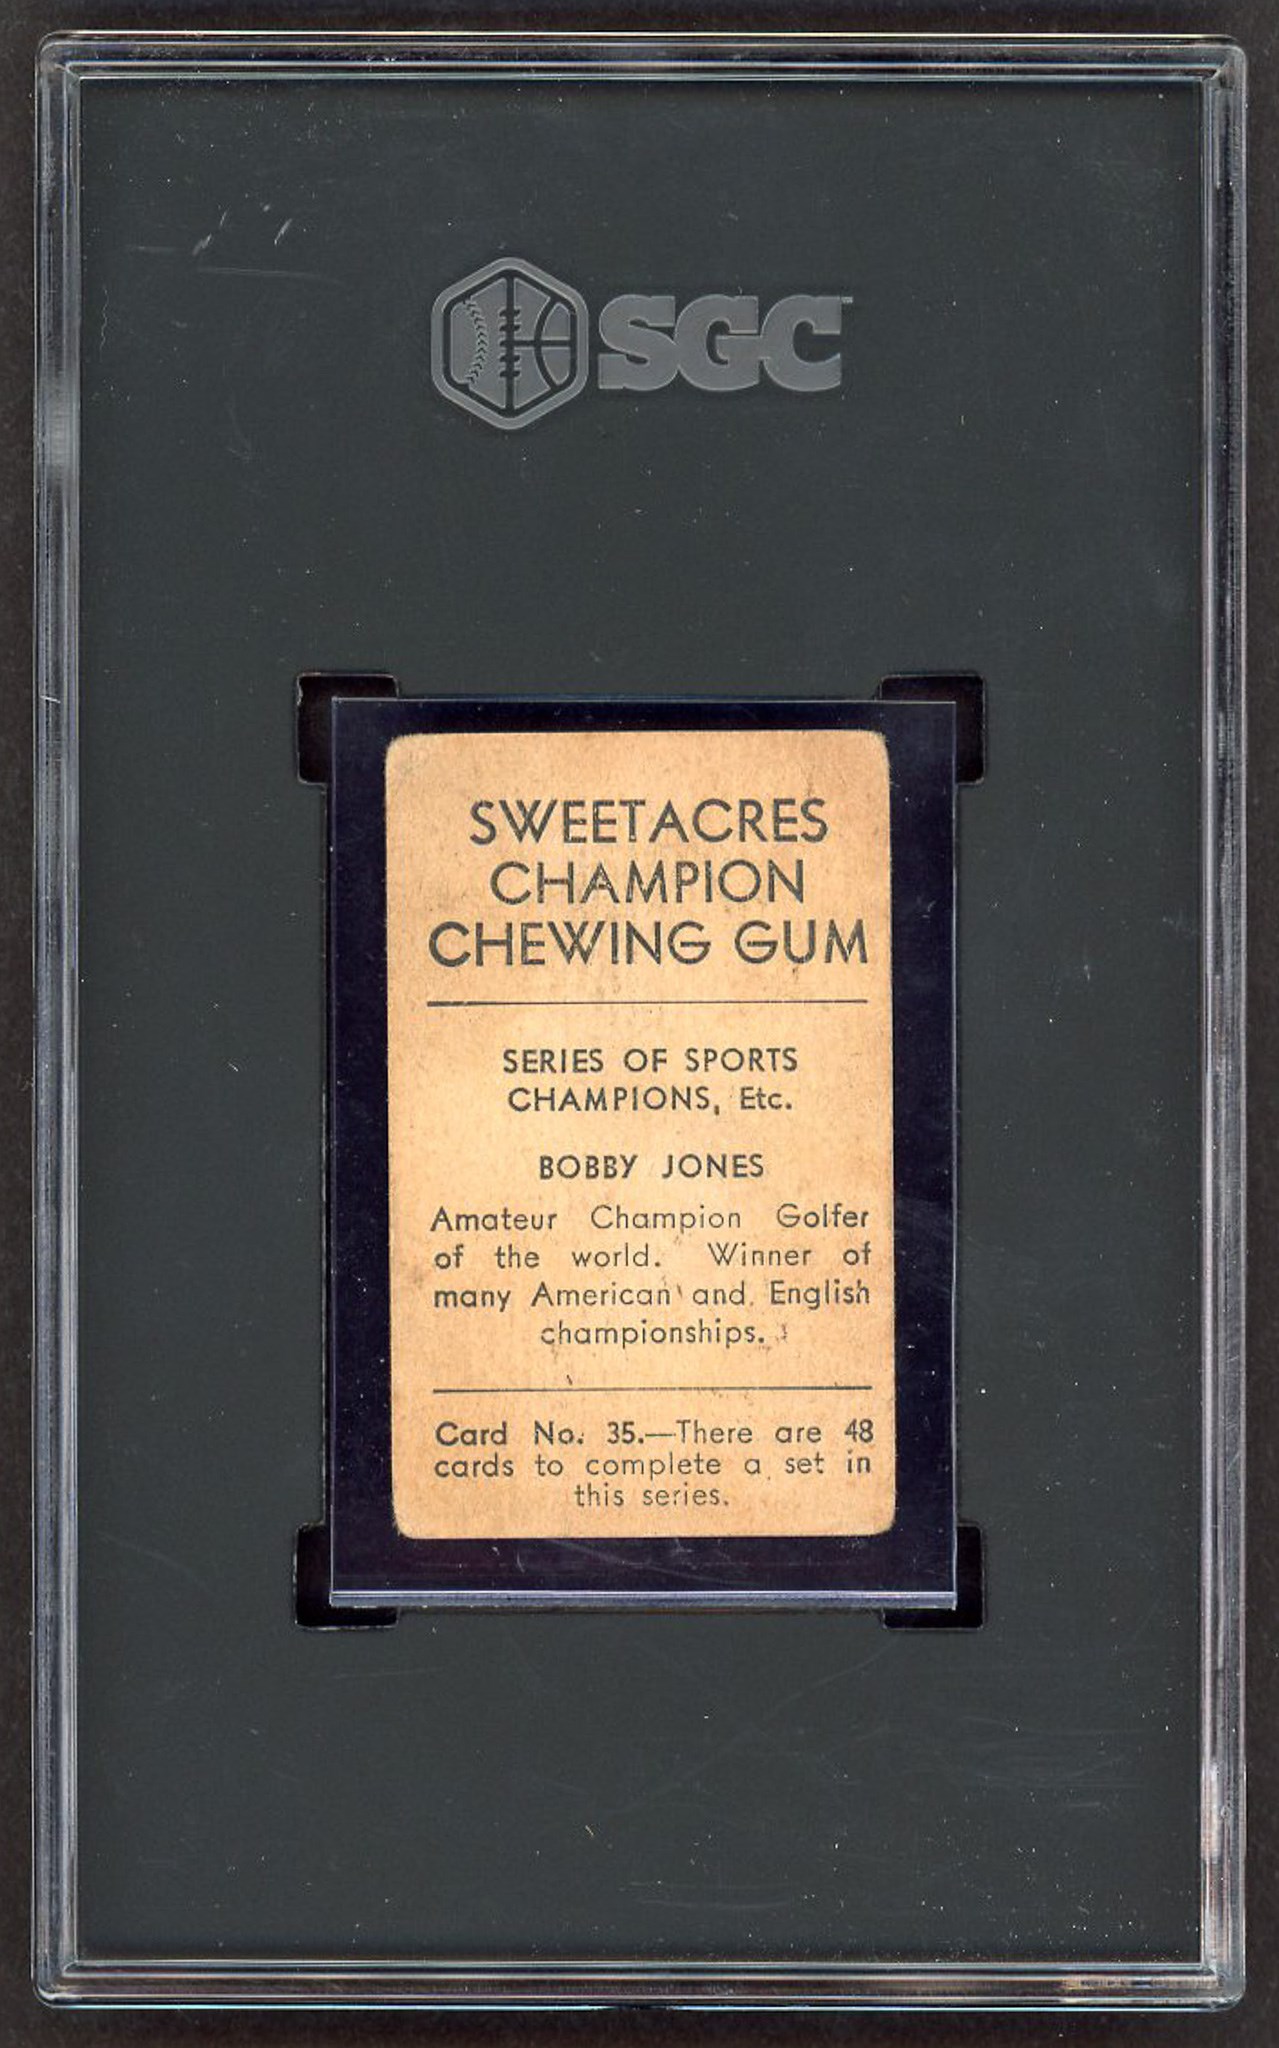 SGC
SWEETACRES
CHAMPION
CHEWING GUM
SERIES OF SPORTS
CHAMPIONS, Etc.
BOBBY JONES
Amateur Champion Golfer
of the world. Winner of
many American and English
championships.
Card No. 35.—There are 48
cards to complete a set in
this series.